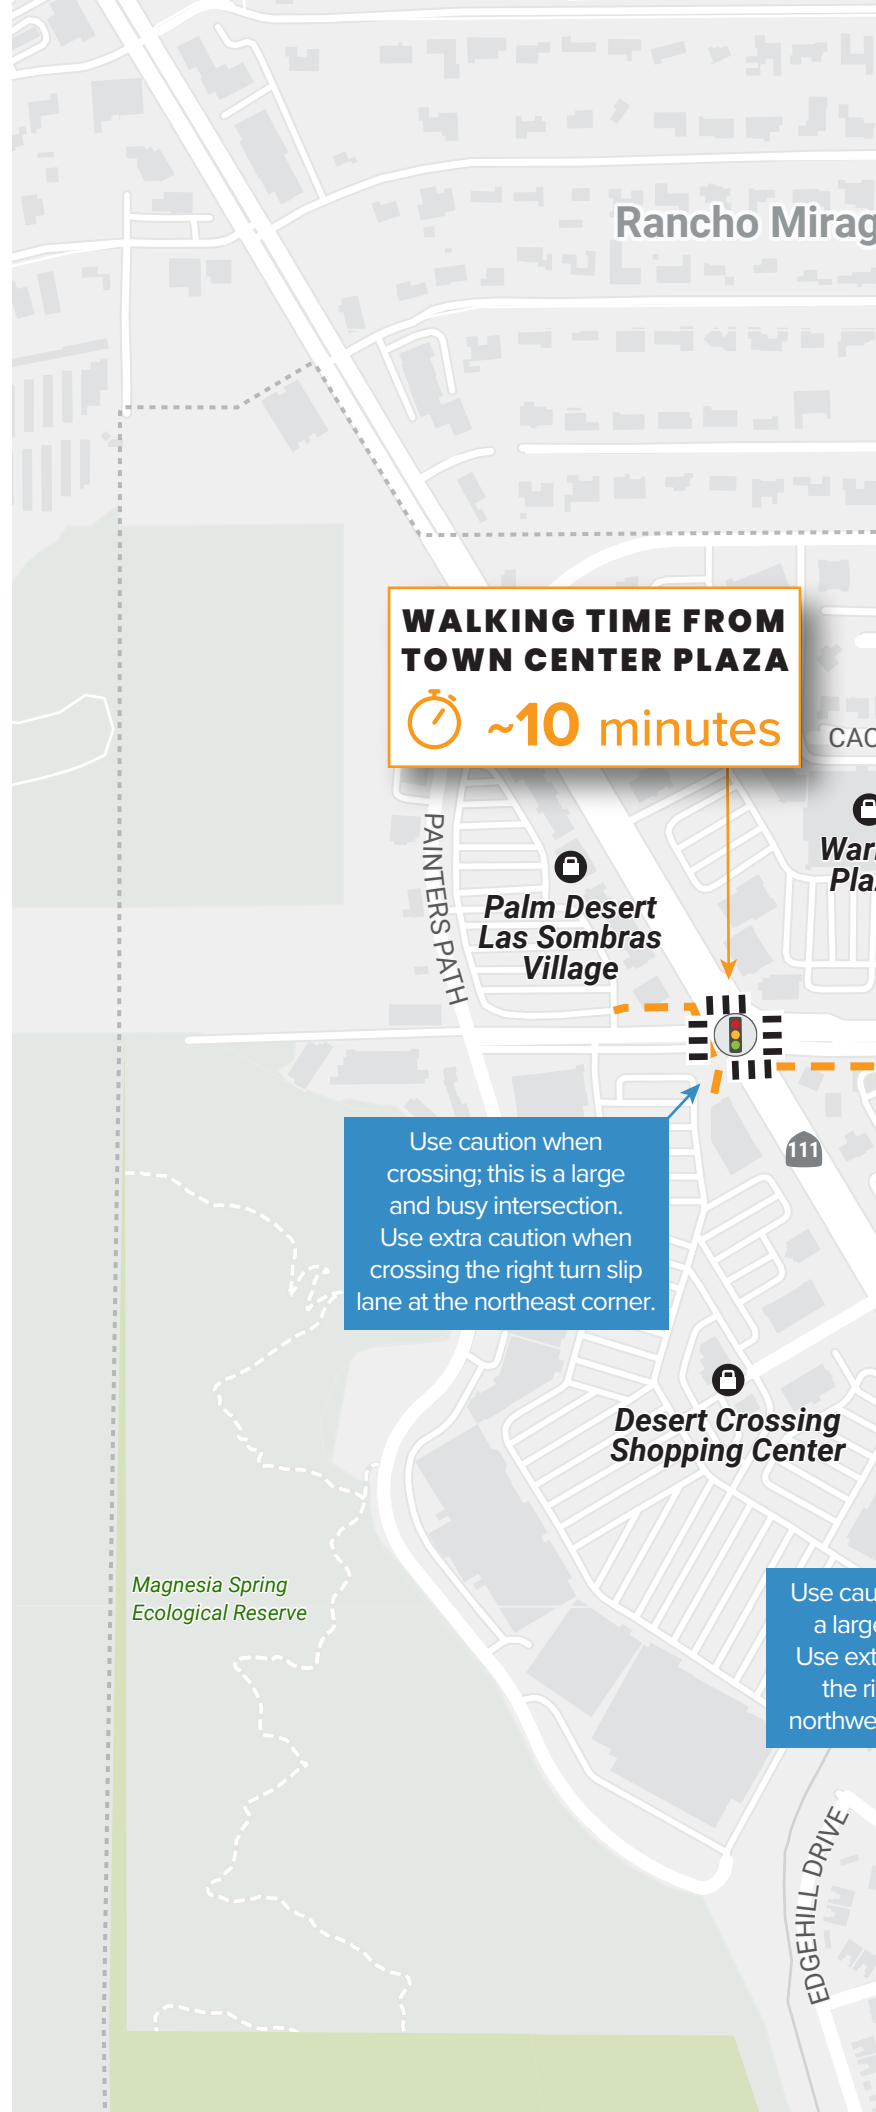 Rancho Mirag
WALKING TIME FROM
TOWN CENTER PLAZA
~10 minutes
CAC
PAINTERS PATH
Palm Desert
Las Sombras
Village
War
Pla
111
Use caution when
crossing; this is a large
and busy intersection.
Use extra caution when
crossing the right turn slip
lane at the northeast corner.
Desert Crossing
Shopping Center
Magnesia Spring
Ecological Reserve
Use cau
a large
Use ext
the ri
northwe
EDGEHILL DRIVE